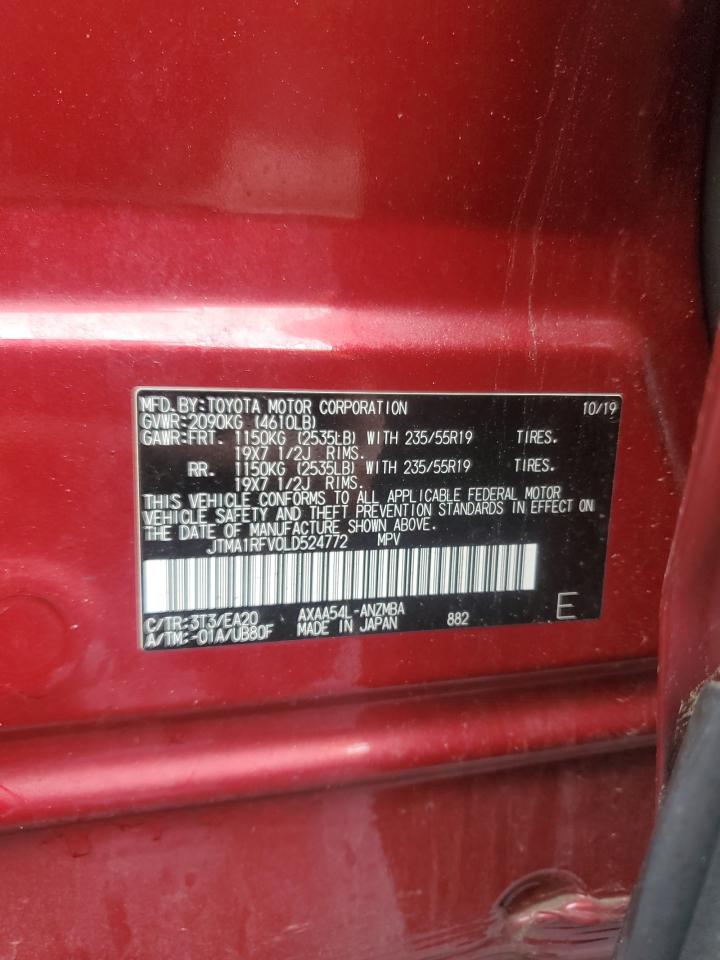 MFD.BY:TOYOTA MOTOR CORPORATION 10/19
GVWR:2090KG (4610LB)
GAWR:FRT. 1150KG (2535LB) WITH 235/55R19 TIRES.
19X7 1/2J RIMS.
RR. 1150KG (2535LB) WITH 235/55R19 TIRES.
19X7 1/2J RIMS.
THIS VEHICLE CONFORMS TO ALL APPLICABLE FEDERAL MOTOR
VEHICLE SAFETY AND THEFT PREVENTION STANDARDS IN EFFECT ON
THE DATE OF MANUFACTURE SHOWN ABOVE.
JTMA1RFV0LD524772 MPV
C/TR:3T3/EA20 AXAA54L-ANZMBA 882 E
A/TM:-01A/UB80F MADE IN JAPAN